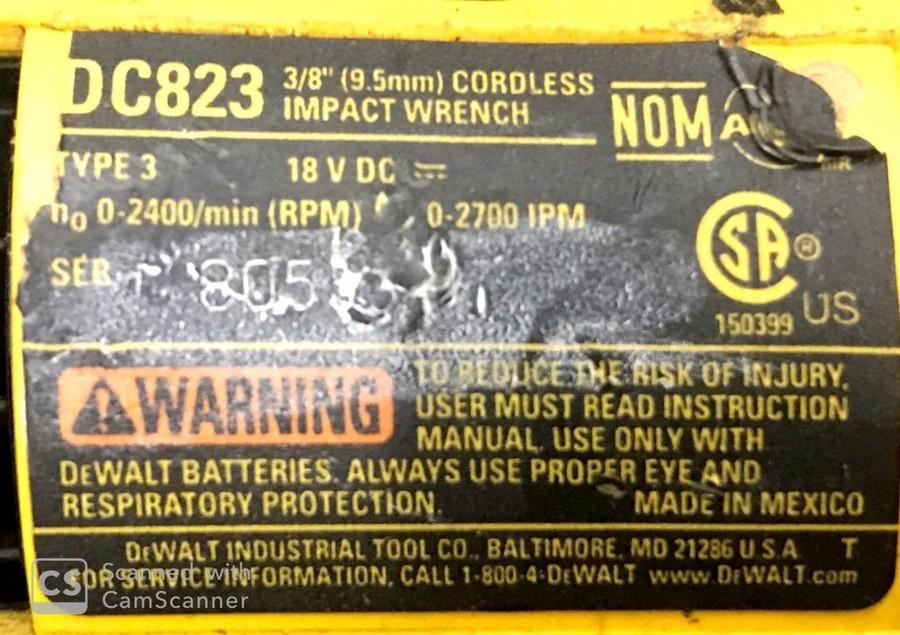 DC823 3/8" (9.5mm) CORDLESS
IMPACT WRENCH
NOM
TYPE 3 18 V DC ⎓
n₀ 0-2400/min (RPM) 0-2700 IPM
SER. 805
SA ®
150399 US
⚠WARNING TO REDUCE THE RISK OF INJURY,
USER MUST READ INSTRUCTION
MANUAL. USE ONLY WITH
DEWALT BATTERIES. ALWAYS USE PROPER EYE AND
RESPIRATORY PROTECTION. MADE IN MEXICO
DEWALT INDUSTRIAL TOOL CO., BALTIMORE, MD 21286 U.S.A. T
FOR SERVICE INFORMATION, CALL 1-800-4-DEWALT www.DEWALT.com
CS Scanned with
CamScanner